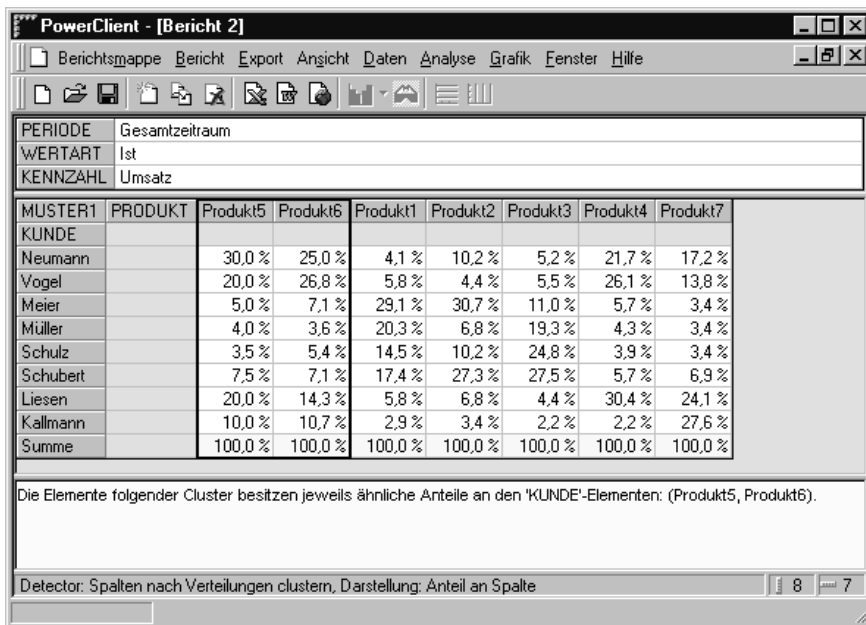 PowerClient - [Bericht 2]
Berichtsmappe Bericht Export Ansicht Daten Analyse Grafik Fenster Hilfe
PERIODE Gesamtzeitraum
WERTART Ist
KENNZAHL Umsatz
MUSTER1 PRODUKT Produkt5 Produkt6 Produkt1 Produkt2 Produkt3 Produkt4 Produkt7
KUNDE
Neumann 30,0 % 25,0 % 4,1 % 10,2 % 5,2 % 21,7 % 17,2 %
Vogel 20,0 % 26,8 % 5,8 % 4,4 % 5,5 % 26,1 % 13,8 %
Meier 5,0 % 7,1 % 29,1 % 30,7 % 11,0 % 5,7 % 3,4 %
Müller 4,0 % 3,6 % 20,3 % 6,8 % 19,3 % 4,3 % 3,4 %
Schulz 3,5 % 5,4 % 14,5 % 10,2 % 24,8 % 3,9 % 3,4 %
Schubert 7,5 % 7,1 % 17,4 % 27,3 % 27,5 % 5,7 % 6,9 %
Liesen 20,0 % 14,3 % 5,8 % 6,8 % 4,4 % 30,4 % 24,1 %
Kallmann 10,0 % 10,7 % 2,9 % 3,4 % 2,2 % 2,2 % 27,6 %
Summe 100,0 % 100,0 % 100,0 % 100,0 % 100,0 % 100,0 % 100,0 %
Die Elemente folgender Cluster besitzen jeweils ähnliche Anteile an den 'KUNDE'-Elementen: (Produkt5, Produkt6).
Detector: Spalten nach Verteilungen clustern, Darstellung: Anteil an Spalte 8 7